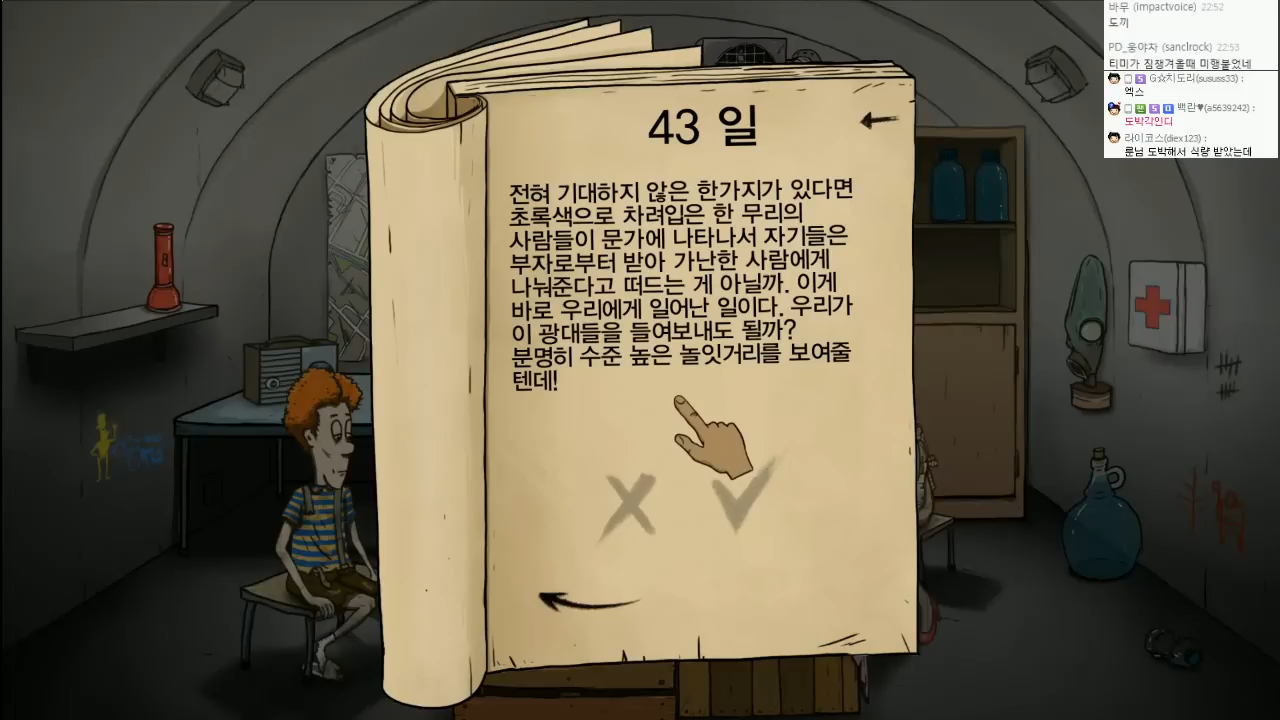 바무 (impactvoice) 22:52
도끼
PD_웅야차 (sanclrock) 22:53
티미가 짐챙겨올때 미행붙었네
G☆치도리(sususs33) :
엑스
백란♥(a5639242) :
도박각인디
라이코스(diex123) :
룬님 도박해서 식량 받았는데
43 일
전혀 기대하지 않은 한가지가 있다면
초록색으로 차려입은 한 무리의
사람들이 문가에 나타나서 자기들은
부자로부터 받아 가난한 사람에게
나눠준다고 떠드는 게 아닐까. 이게
바로 우리에게 일어난 일이다. 우리가
이 광대들을 들여보내도 될까?
분명히 수준 높은 놀잇거리를 보여줄
텐데!